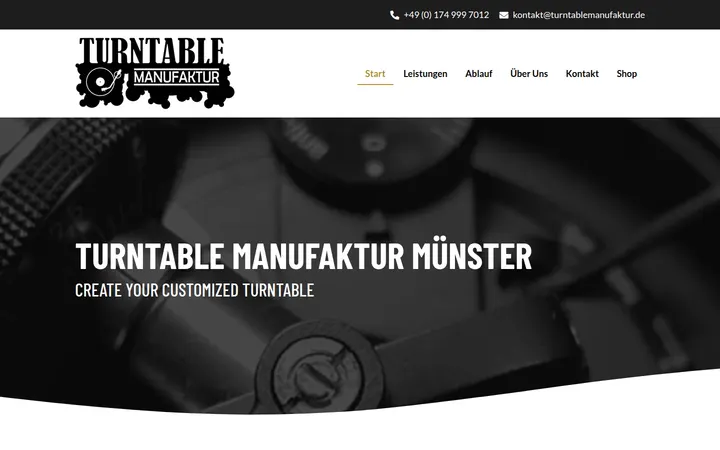 +49 (0) 174 999 7012 kontakt@turntablemanufaktur.de
TURNTABLE
MANUFAKTUR
Start Leistungen Ablauf Über Uns Kontakt Shop
TURNTABLE MANUFAKTUR MÜNSTER
CREATE YOUR CUSTOMIZED TURNTABLE